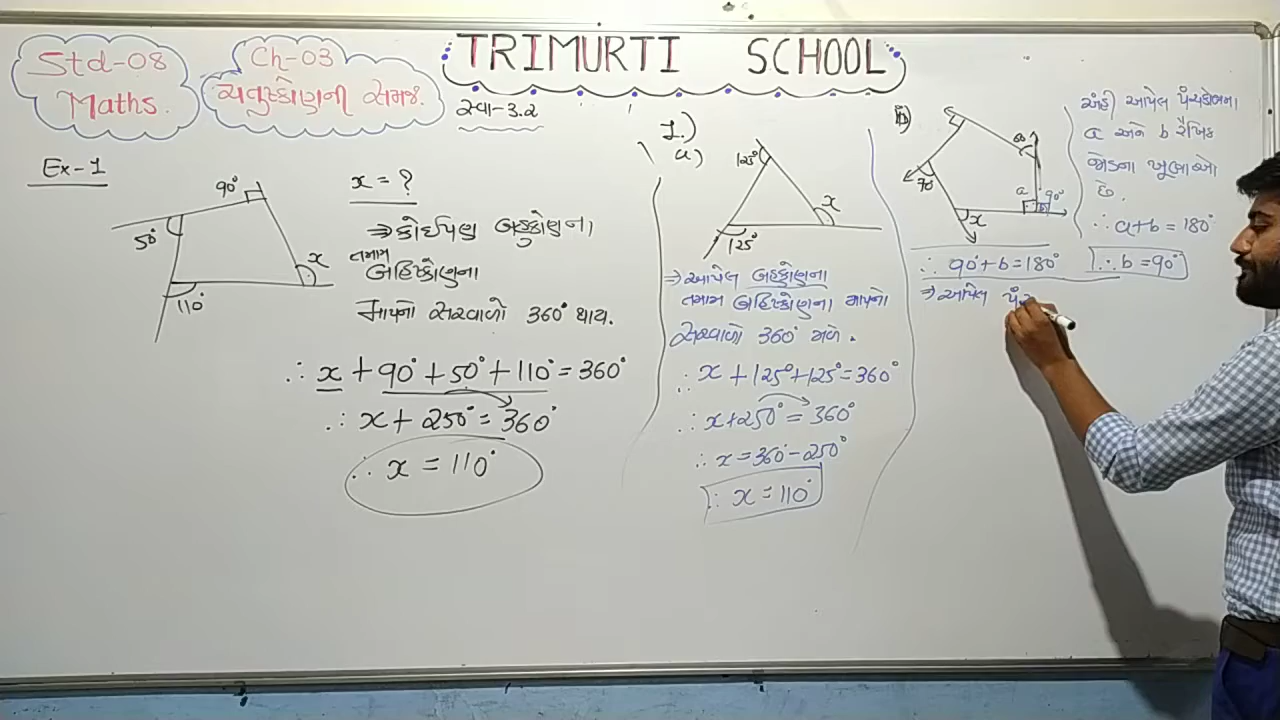 Std-08
Maths.
Ch-03
ચતુષ્કોણની સમજ.
TRIMURTI SCHOOL
સ્વા-3.2
Ex-1
90°
50°
x
110°
x = ?
⇒ કોઈપણ બહુકોણના
તમામ
બહિષ્કોણના
માપનો સરવાળો 360° થાય.
∴ x + 90° + 50° + 110° = 360°
∴ x + 250° = 360°
∴ x = 110°
1.)
a)
125°
x
125°
⇒ આપેલ બહુકોણના
તમામ બહિષ્કોણના માપનો
સરવાળો 360° મળે.
∴ x + 125° + 125° = 360°
∴ x + 250° = 360°
∴ x = 360° - 250°
∴ x = 110°
b)
70°
60°
a
90°
b
x
અહીં આપેલ પંચકોણના
a અને b રૈખિક
જોડના ખૂણાઓ
છે.
∴ a + b = 180°
∴ 90° + b = 180°
∴ b = 90°
⇒ આપેલ પંચ